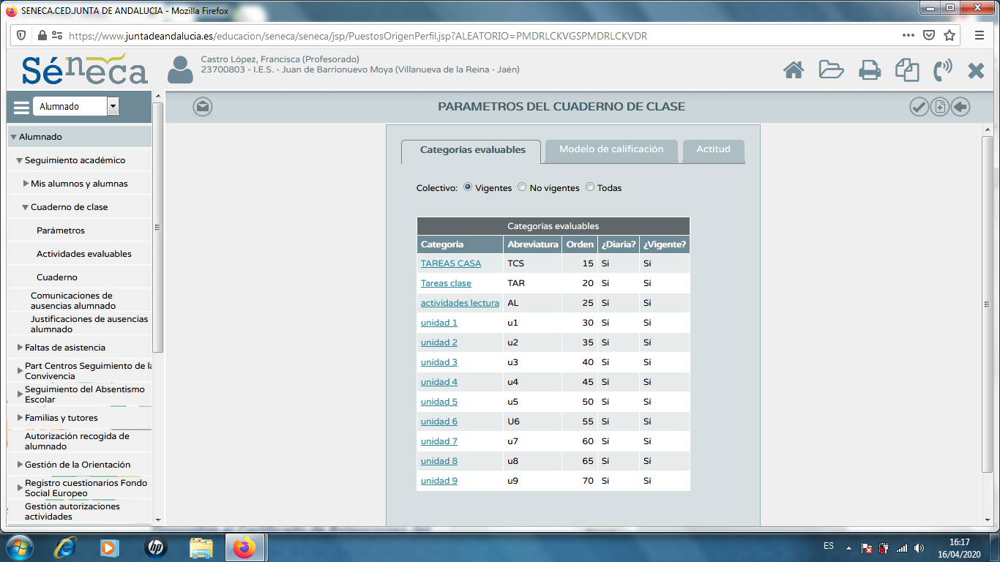 SENECA.CED.JUNTA DE ANDALUCIA - Mozilla Firefox
https://www.juntadeandalucia.es/educacion/seneca/seneca/jsp/PuestosOrigenPerfil.jsp?ALEATORIO=PMDRLCKVGSPMDRLCKVDR
Séneca
Castro López, Francisca (Profesorado)
23700803 - I.E.S. - Juan de Barrionuevo Moya (Villanueva de la Reina - Jaén)
Alumnado
PARAMETROS DEL CUADERNO DE CLASE
Alumnado
Seguimiento académico
Mis alumnos y alumnas
Cuaderno de clase
Parámetros
Actividades evaluables
Cuaderno
Comunicaciones de
ausencias alumnado
Justificaciones de ausencias
alumnado
Faltas de asistencia
Part Centros Seguimiento de la
Convivencia
Seguimiento del Absentismo
Escolar
Familias y tutores
Autorización recogida de
alumnado
Gestión de la Orientación
Registro cuestionarios Fondo
Social Europeo
Gestión autorizaciones
actividades
Categorías evaluables Modelo de calificación Actitud
Colectivo: Vigentes No vigentes Todas
Categorías evaluables
Categoría Abreviatura Orden ¿Diaria? ¿Vigente?
TAREAS CASA TCS 15 Sí Sí
Tareas clase TAR 20 Sí Sí
actividades lectura AL 25 Sí Sí
unidad 1 u1 30 Sí Sí
unidad 2 u2 35 Sí Sí
unidad 3 u3 40 Sí Sí
unidad 4 u4 45 Sí Sí
unidad 5 u5 50 Sí Sí
unidad 6 U6 55 Sí Sí
unidad 7 u7 60 Sí Sí
unidad 8 u8 65 Sí Sí
unidad 9 u9 70 Sí Sí
hp
ES
16:17
16/04/2020